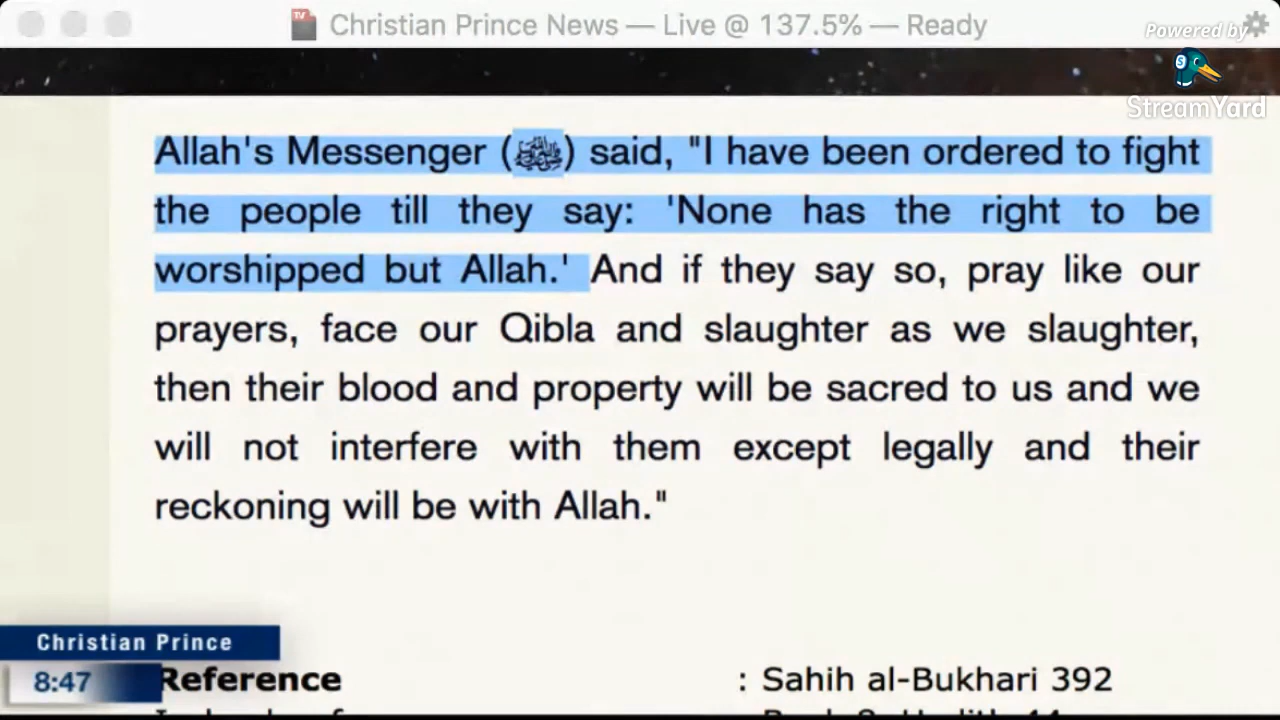 Christian Prince News — Live @ 137.5% — Ready
Powered by
StreamYard
Allah's Messenger (ﷺ) said, "I have been ordered to fight
the people till they say: 'None has the right to be
worshipped but Allah.' And if they say so, pray like our
prayers, face our Qibla and slaughter as we slaughter,
then their blood and property will be sacred to us and we
will not interfere with them except legally and their
reckoning will be with Allah."
Christian Prince
8:47
Reference : Sahih al-Bukhari 392